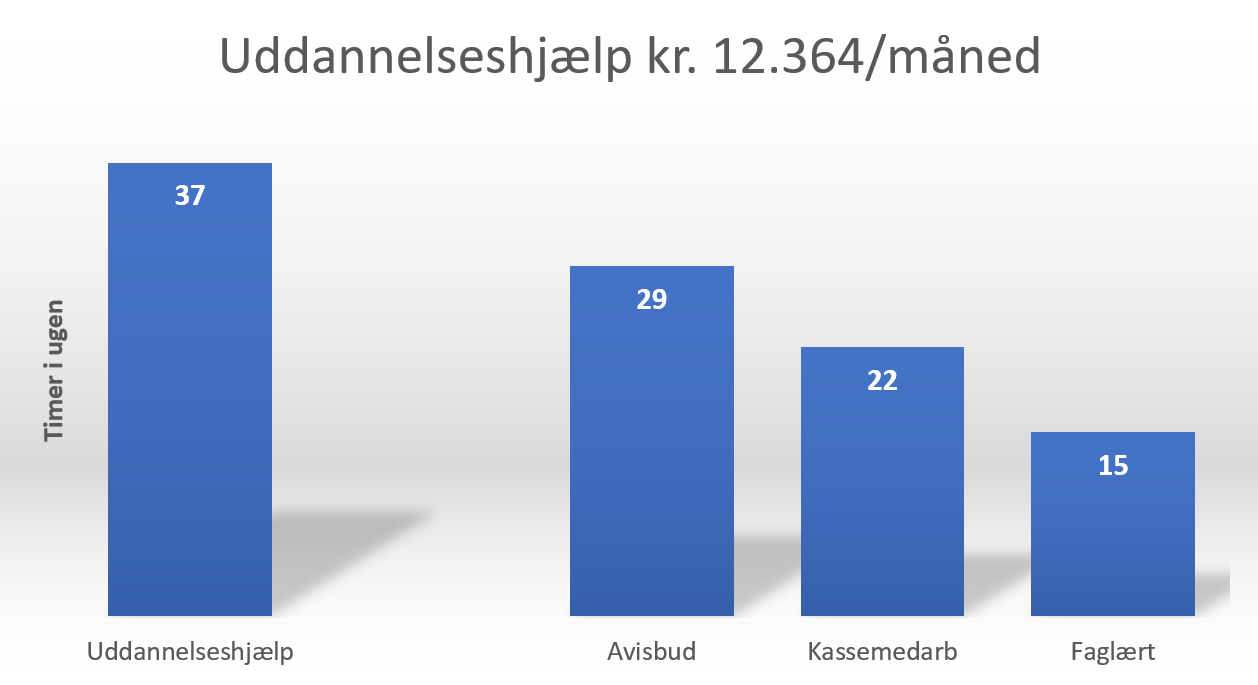 Uddannelseshjælp kr. 12.364/måned
Timer i ugen
37
29
22
15
Uddannelseshjælp
Avisbud
Kassemedarb
Faglært